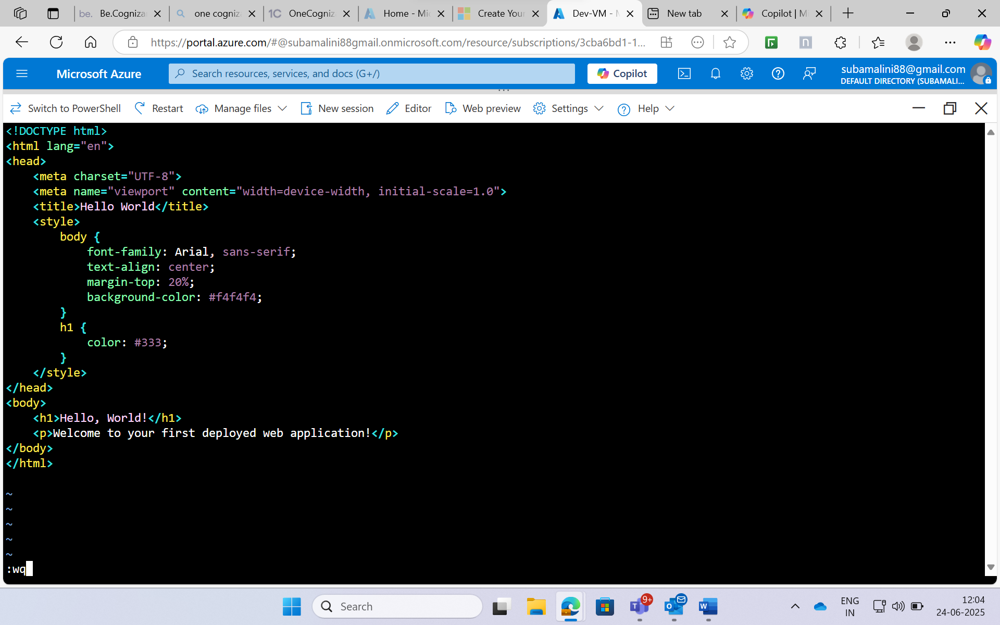 be. Be.Cogniza
one cogniza
1C OneCogniz
Home - Mic
Create Your
Dev-VM - M
New tab
Copilot | Mi
https://portal.azure.com/#@subamalini88gmail.onmicrosoft.com/resource/subscriptions/3cba6bd1-1...
n
Microsoft Azure
Search resources, services, and docs (G+/)
Copilot
subamalini88@gmail.com
DEFAULT DIRECTORY (SUBAMALI...
Switch to PowerShell Restart Manage files New session Editor Web preview Settings Help
<!DOCTYPE html>
<html lang="en">
<head>
    <meta charset="UTF-8">
    <meta name="viewport" content="width=device-width, initial-scale=1.0">
    <title>Hello World</title>
    <style>
        body {
            font-family: Arial, sans-serif;
            text-align: center;
            margin-top: 20%;
            background-color: #f4f4f4;
        }
        h1 {
            color: #333;
        }
    </style>
</head>
<body>
    <h1>Hello, World!</h1>
    <p>Welcome to your first deployed web application!</p>
</body>
</html>
~
~
~
~
~
:wq
Search
9+
ENG
IN
12:04
24-06-2025